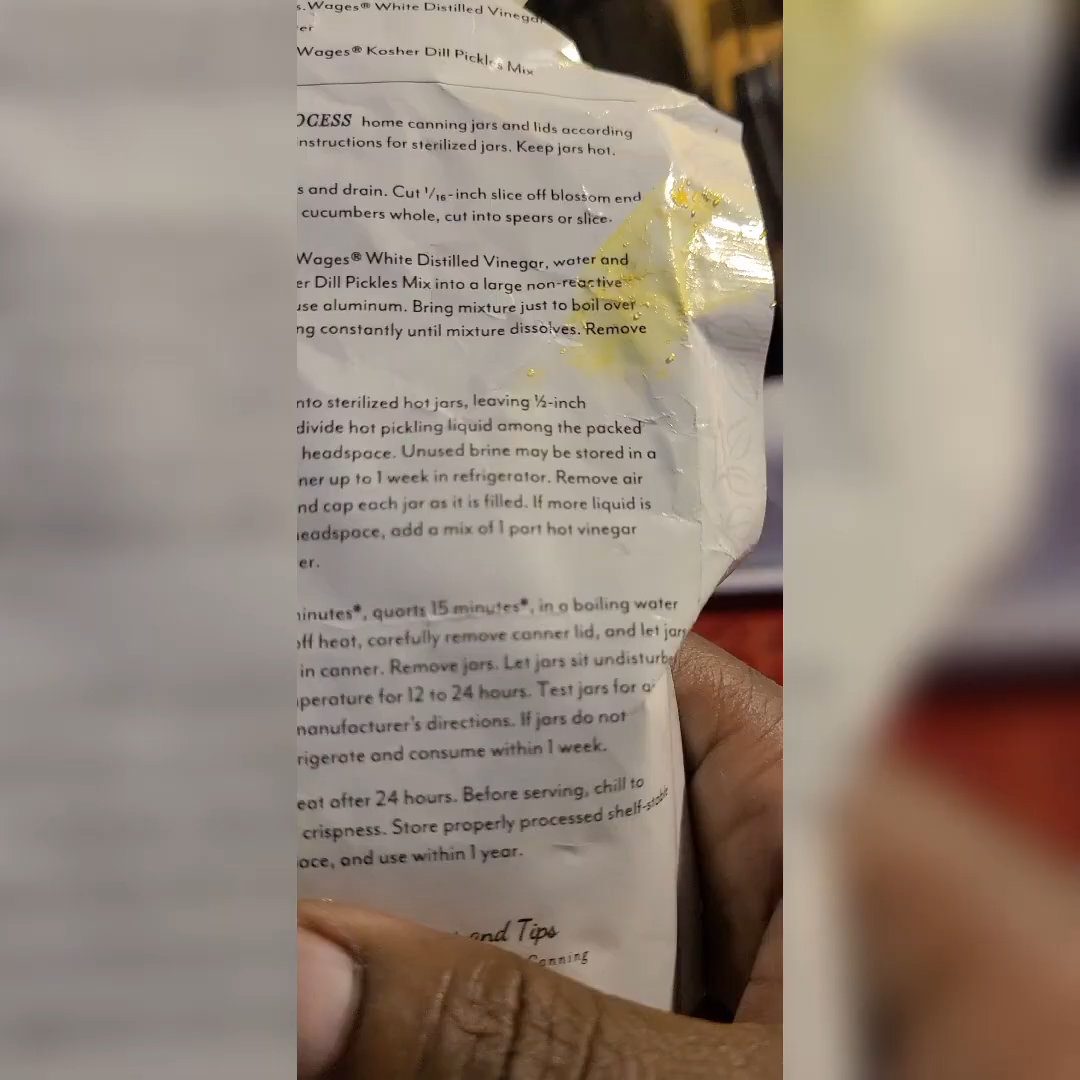 s. Wages® White Distilled Vinegar
er
Wages® Kosher Dill Pickles Mix
OCESS home canning jars and lids according
instructions for sterilized jars. Keep jars hot.
s and drain. Cut 1/16-inch slice off blossom end
cucumbers whole, cut into spears or slice.
Wages® White Distilled Vinegar, water and
er Dill Pickles Mix into a large non-reactive
use aluminum. Bring mixture just to boil over
ng constantly until mixture dissolves. Remove
nto sterilized hot jars, leaving ½-inch
divide hot pickling liquid among the packed
headspace. Unused brine may be stored in a
ner up to 1 week in refrigerator. Remove air
nd cap each jar as it is filled. If more liquid is
headspace, add a mix of 1 part hot vinegar
er.
inutes*, quarts 15 minutes*, in a boiling water
off heat, carefully remove canner lid, and let jars
in canner. Remove jars. Let jars sit undisturbe
perature for 12 to 24 hours. Test jars for ai
manufacturer's directions. If jars do not
rigerate and consume within 1 week.
eat after 24 hours. Before serving, chill to
crispness. Store properly processed shelf-stable
ace, and use within 1 year.
and Tips
Canning